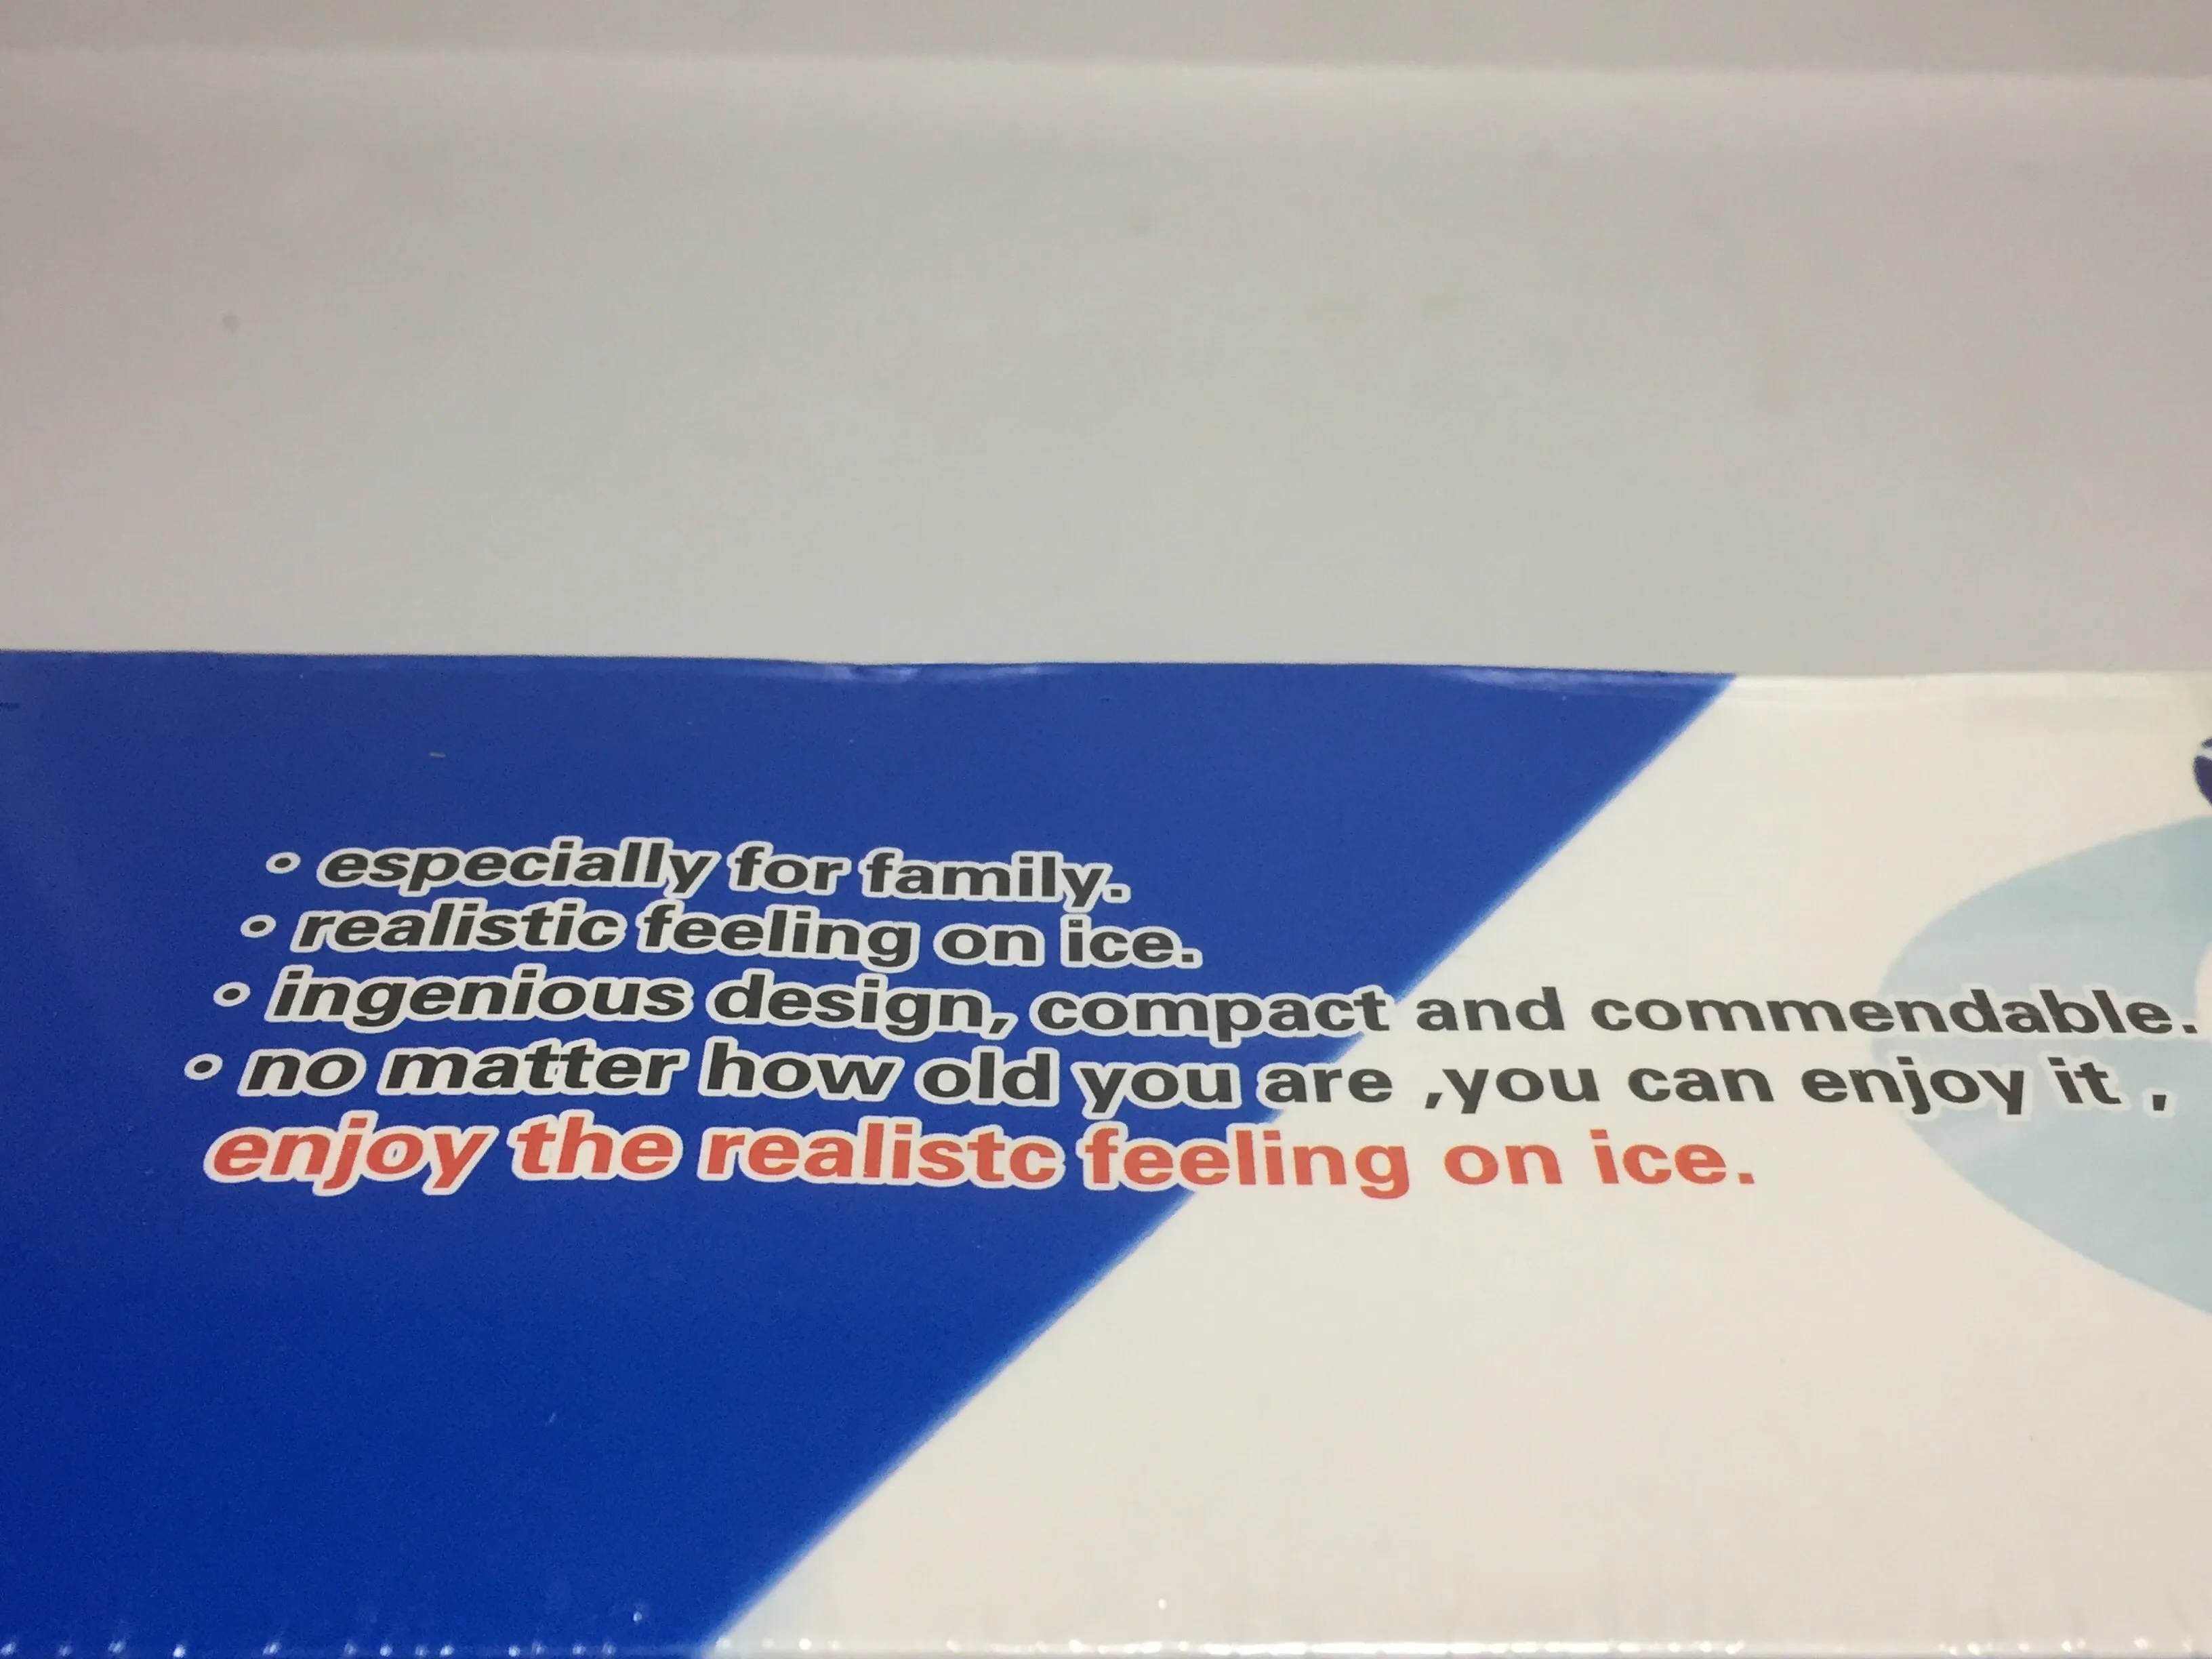 • especially for family.
• realistic feeling on ice.
• ingenious design, compact and commendable.
• no matter how old you are ,you can enjoy it ,
enjoy the realistc feeling on ice.